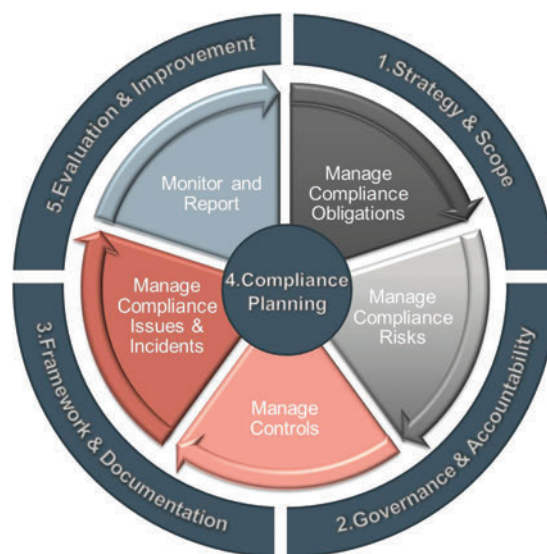 1.Strategy & Scope
2.Governance & Accountability
3.Framework & Documentation
5.Evaluation & Improvement
Manage
Compliance
Obligations
Manage
Compliance
Risks
Manage
Controls
Manage
Compliance
Issues &
Incidents
Monitor and
Report
4.Compliance
Planning